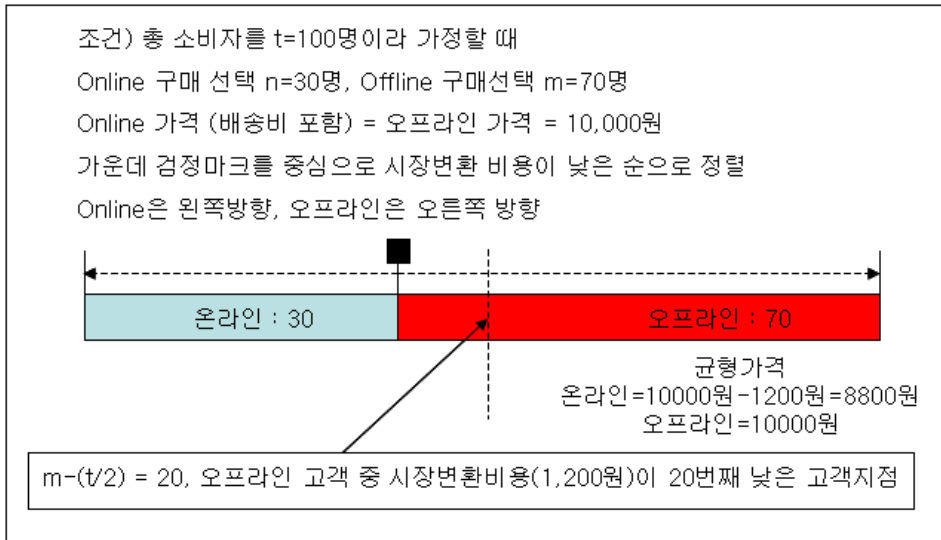 조건) 총 소비자를 t=100명이라 가정할 때
Online 구매 선택 n=30명, Offline 구매선택 m=70명
Online 가격 (배송비 포함) = 오프라인 가격 = 10,000원
가운데 검정마크를 중심으로 시장변환 비용이 낮은 순으로 정렬
Online은 왼쪽방향, 오프라인은 오른쪽 방향
온라인 : 30
오프라인 : 70
균형가격
온라인=10000원-1200원=8800원
오프라인=10000원
m-(t/2) = 20, 오프라인 고객 중 시장변환비용(1,200원)이 20번째 낮은 고객지점